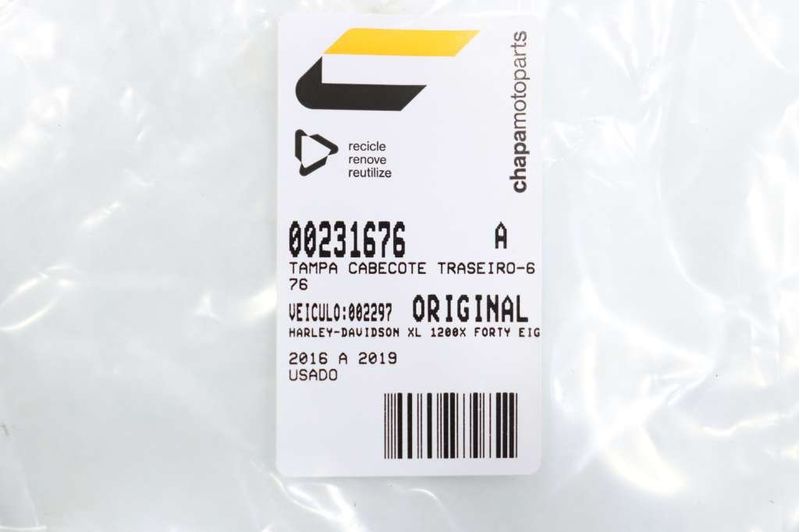 chapamotoparts
recicle
renove
reutilize
00231676 A
TAMPA CABECOTE TRASEIRO-6
76
VEICULO:002297 ORIGINAL
HARLEY-DAVIDSON XL 1200X FORTY EIG
2016 A 2019
USADO